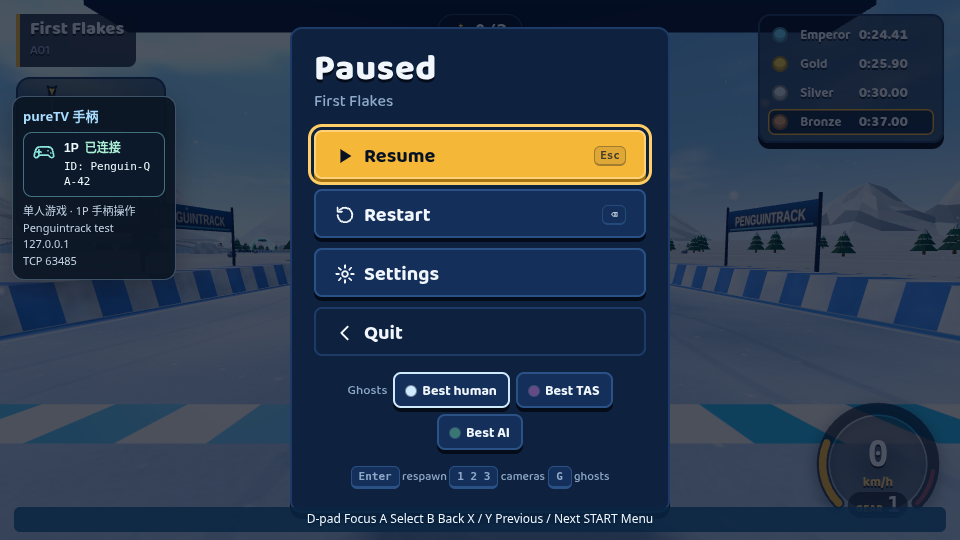 First Flakes
A01
Emperor 0:24.41
Gold 0:25.90
Silver 0:30.00
Bronze 0:37.00
pureTV 手柄
1P 已连接
ID: Penguin-Q
A-42
单人游戏 · 1P 手柄操作
Penguintrack test
127.0.0.1
TCP 63485
Paused
First Flakes
Resume Esc
Restart ⌫
Settings
Quit
Ghosts Best human Best TAS
Best AI
Enter respawn 1 2 3 cameras G ghosts
PENGUINTRACK
0
km/h
GEAR 1
D-pad Focus A Select B Back X / Y Previous / Next START Menu